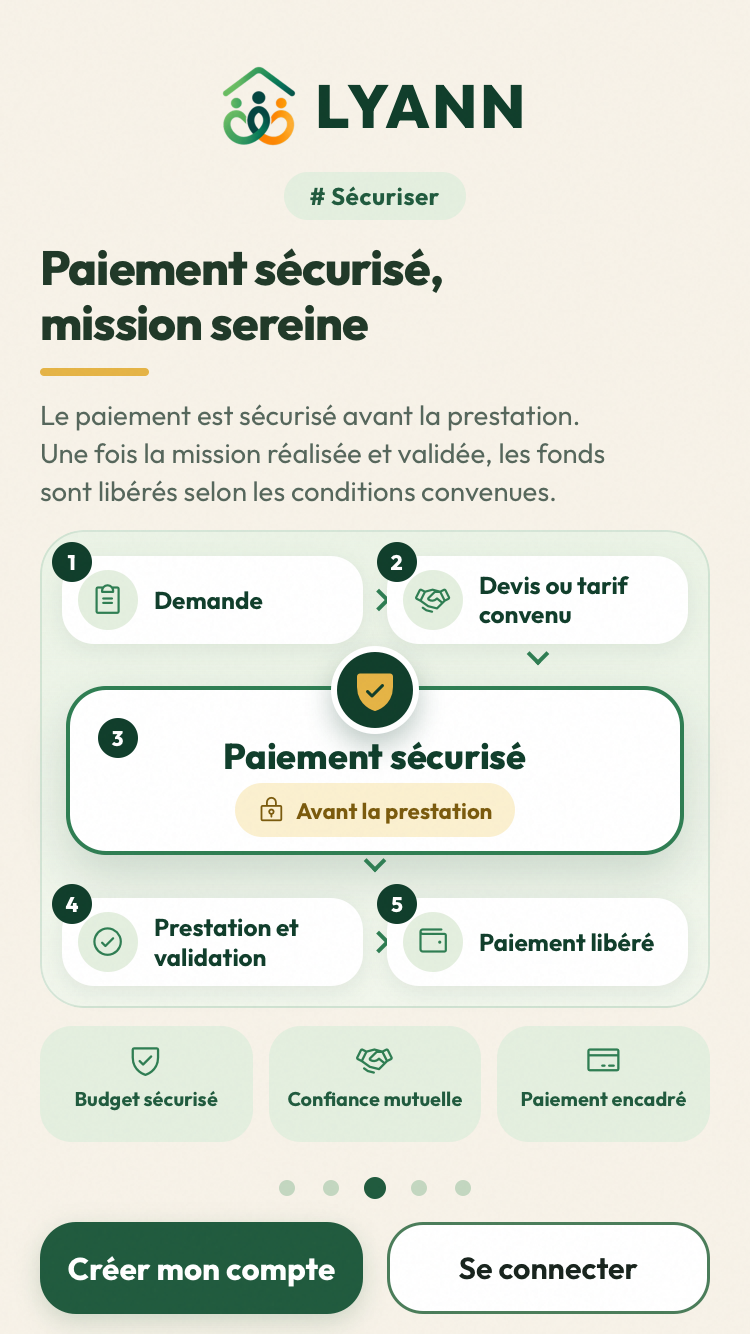 LYANN
# Sécuriser
Paiement sécurisé,
mission sereine
Le paiement est sécurisé avant la prestation.
Une fois la mission réalisée et validée, les fonds
sont libérés selon les conditions convenues.
1
Demande
2
Devis ou tarif
convenu
3
Paiement sécurisé
Avant la prestation
4
Prestation et
validation
5
Paiement libéré
Budget sécurisé
Confiance mutuelle
Paiement encadré
Créer mon compte
Se connecter